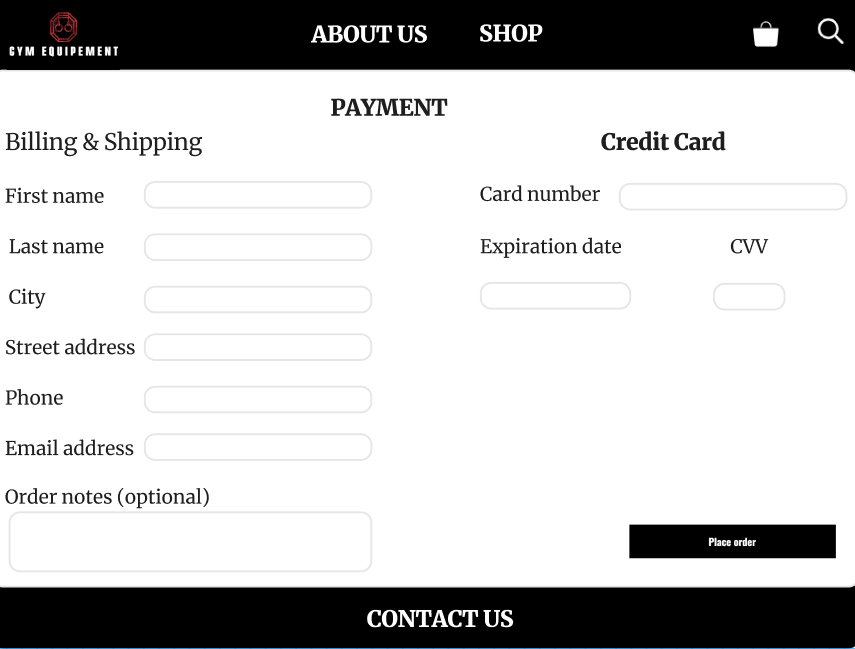 GYM EQUIPEMENT
ABOUT US
SHOP
PAYMENT
Billing & Shipping
Credit Card
First name
Card number
Last name
Expiration date
CVV
City
Street address
Phone
Email address
Order notes (optional)
Place order
CONTACT US